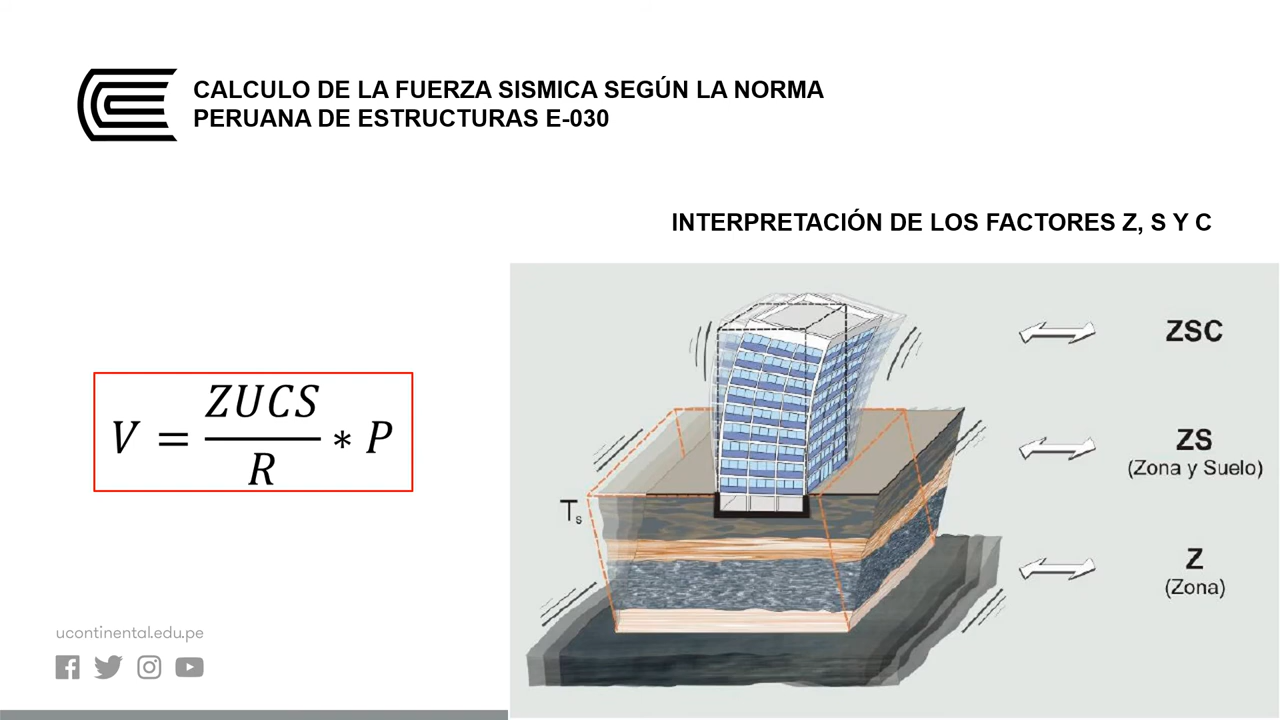 CALCULO DE LA FUERZA SISMICA SEGÚN LA NORMA
PERUANA DE ESTRUCTURAS E-030
INTERPRETACIÓN DE LOS FACTORES Z, S Y C
V = ZUCS / R * P
ZSC
ZS
(Zona y Suelo)
Ts
Z
(Zona)
ucontinental.edu.pe